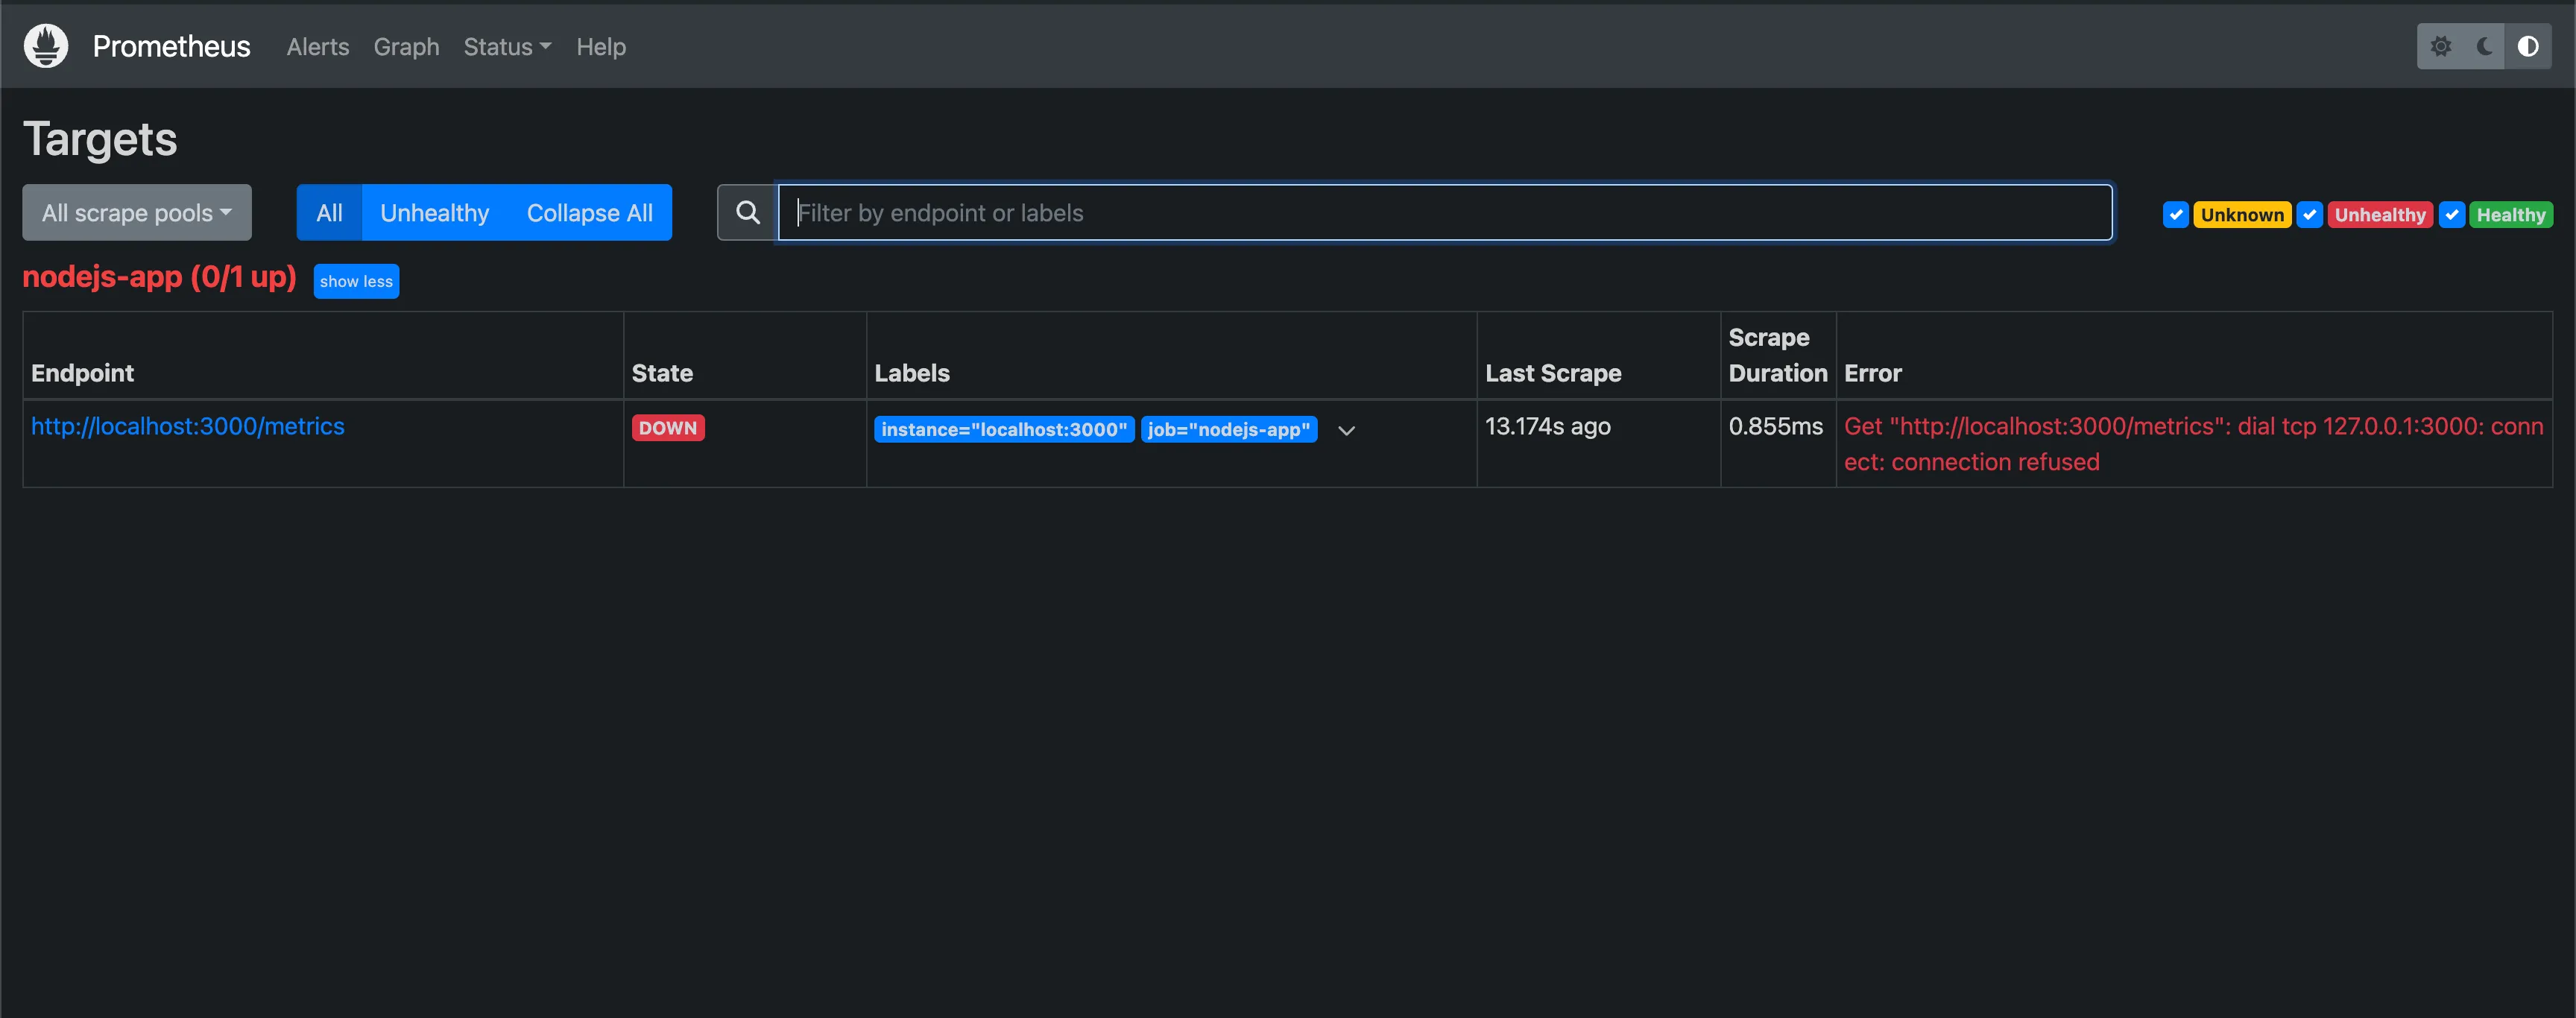 Prometheus Alerts Graph Status Help
Targets
All scrape pools All Unhealthy Collapse All Filter by endpoint or labels Unknown Unhealthy Healthy
nodejs-app (0/1 up) show less
Endpoint State Labels Last Scrape Scrape Duration Error
http://localhost:3000/metrics DOWN instance="localhost:3000" job="nodejs-app" 13.174s ago 0.855ms Get "http://localhost:3000/metrics": dial tcp 127.0.0.1:3000: conn
ect: connection refused